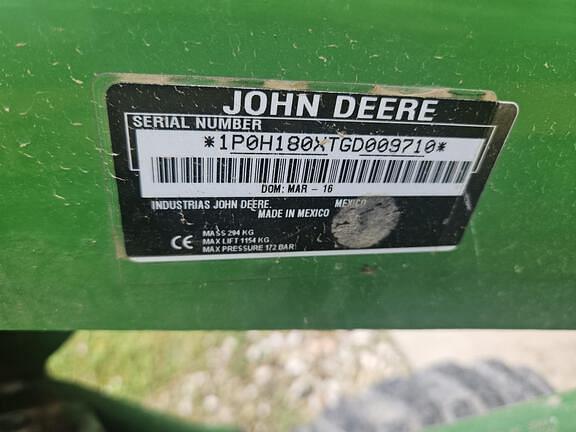 JOHN DEERE
SERIAL NUMBER
*1P0H180XTGD009710*
DOM: MAR - 16
INDUSTRIAS JOHN DEERE. MEXICO
MADE IN MEXICO
CE MASS 294 KG
MAX LIFT 1154 KG
MAX PRESSURE 172 BAR